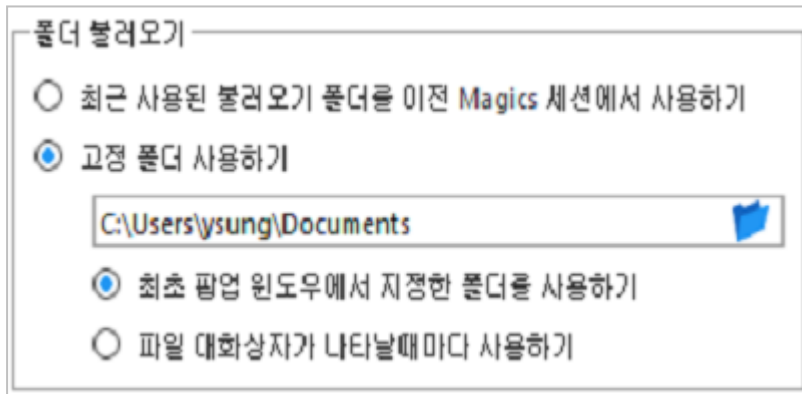 폴더 불러오기
최근 사용된 불러오기 폴더를 이전 Magics 세션에서 사용하기
고정 폴더 사용하기
C:\Users\ysung\Documents
최초 팝업 윈도우에서 지정한 폴더를 사용하기
파일 대화상자가 나타날때마다 사용하기